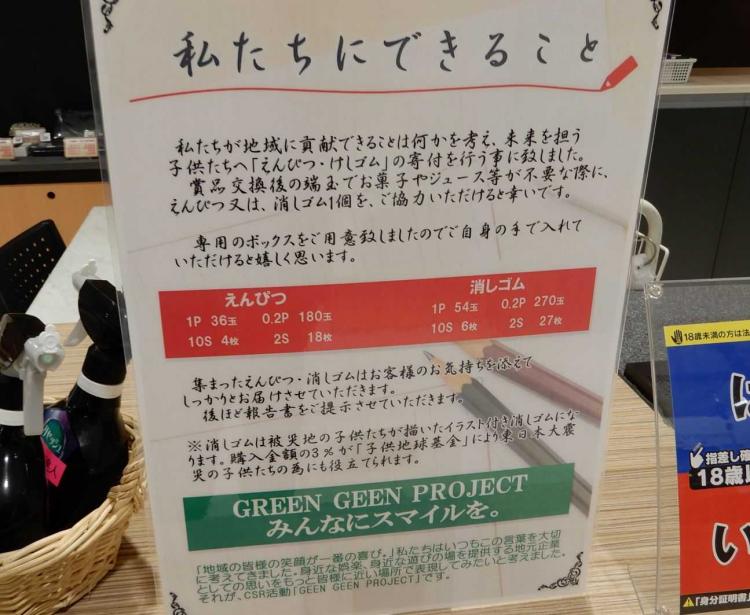 私たちにできること
私たちが地域に貢献できることは何かを考え、未来を担う
子供たちへ「えんぴつ・けしゴム」の寄付を行う事に致しました。
賞品交換後の端玉でお菓子やジュース等が不要な際に、
えんぴつ又は、消しゴム1個を、ご協力いただけると幸いです。
専用のボックスをご用意致しましたのでご自身の手で入れて
いただけると嬉しく思います。
えんぴつ 消しゴム
1P 36玉 0.2P 180玉 1P 54玉 0.2P 270玉
10S 4枚 2S 18枚 10S 6枚 2S 27枚
集まったえんぴつ・消しゴムはお客様のお気持ちを添えて
しっかりとお届けさせていただきます。
後ほど報告書をご提示させていただきます。
※消しゴムは被災地の子供たちが描いたイラスト付き消しゴムにな
ります。購入金額の3%が「子供地球基金」により東日本大震
災の子供たちの為にも役立てられます。
GREEN GEEN PROJECT
みんなにスマイルを。
「地域の皆様の笑顔が一番の喜び。」私たちはいつもこの言葉を大切
に考えてきました。身近な娯楽、身近な遊びの場を提供する地元企業
としての思いをもっと皆様に近い場所で表現してみたいと考えました。
それが、CSR活動「GEEN GEEN PROJECT」です。
18歳未満の方は法
は
指差し確
18歳
い
「身分証明書」